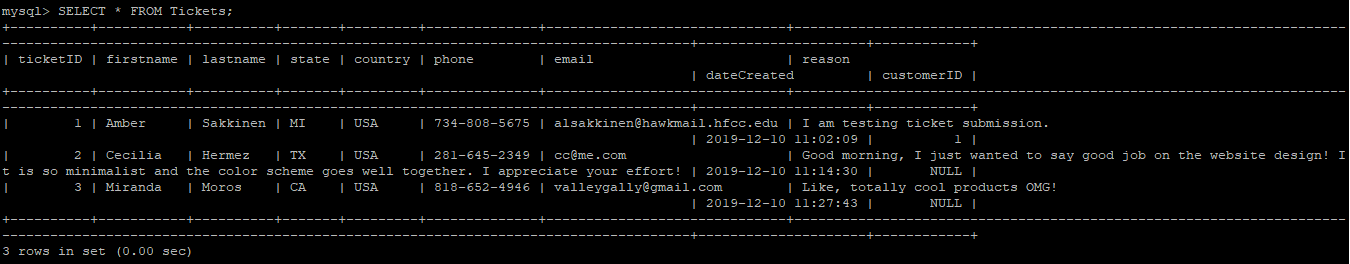 mysql> SELECT * FROM Tickets;
+----------+-----------+----------+-------+---------+--------------+------------------------------+---------------------------------------------------------------------
--------------------------------------------------------------------------------------+---------------------+------------+
| ticketID | firstname | lastname | state | country | phone | email | reason
| dateCreated | customerID |
+----------+-----------+----------+-------+---------+--------------+------------------------------+---------------------------------------------------------------------
--------------------------------------------------------------------------------------+---------------------+------------+
| 1 | Amber | Sakkinen | MI | USA | 734-808-5675 | alsakkinen@hawkmail.hfcc.edu | I am testing ticket submission.
| 2019-12-10 11:02:09 | 1 |
| 2 | Cecilia | Hermez | TX | USA | 281-645-2349 | cc@me.com | Good morning, I just wanted to say good job on the website design! I
t is so minimalist and the color scheme goes well together. I appreciate your effort! | 2019-12-10 11:14:30 | NULL |
| 3 | Miranda | Moros | CA | USA | 818-652-4946 | valleygally@gmail.com | Like, totally cool products OMG!
| 2019-12-10 11:27:43 | NULL |
+----------+-----------+----------+-------+---------+--------------+------------------------------+---------------------------------------------------------------------
--------------------------------------------------------------------------------------+---------------------+------------+
3 rows in set (0.00 sec)